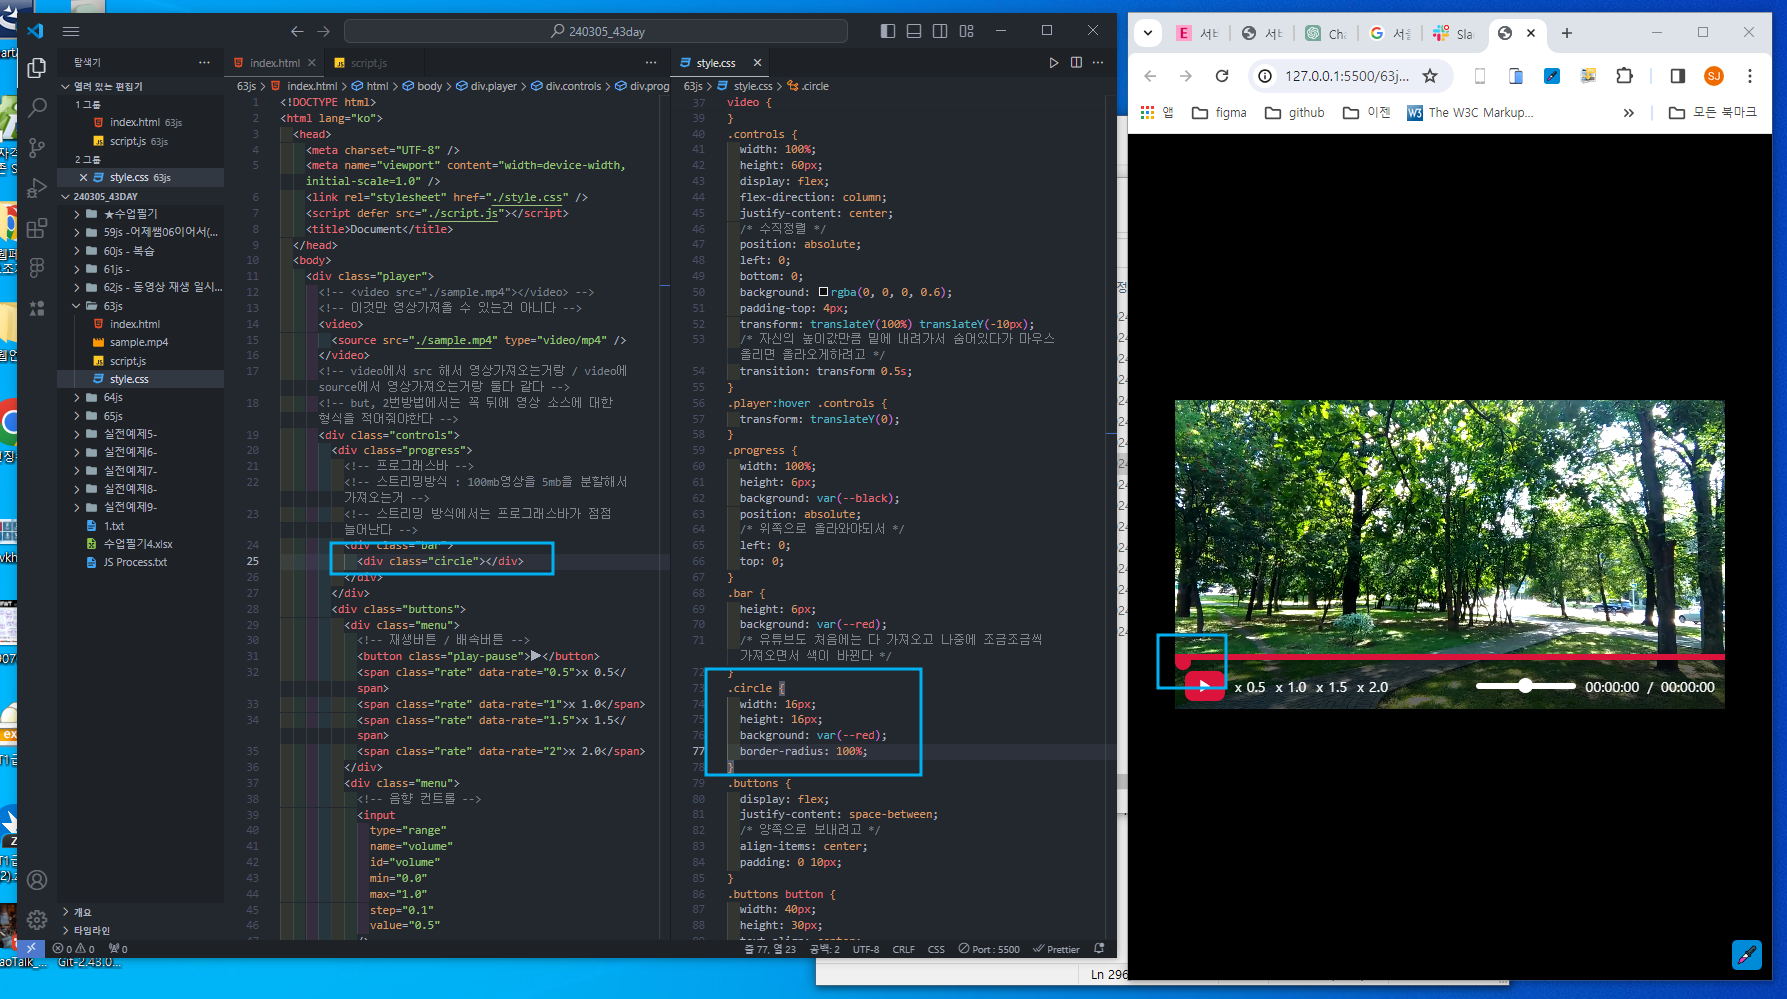 240305_43day
탐색기
열려 있는 편집기
1 그룹
index.html 63js
script.js 63js
2 그룹
style.css 63js
240305_43DAY
★수업필기
59js -어제쌤06이어서(...
60js - 복습
61js -
62js - 동영상 재생 일시...
63js
index.html
sample.mp4
script.js
style.css
64js
65js
실전예제5-
실전예제6-
실전예제7-
실전예제8-
실전예제9-
1.txt
수업필기4.xlsx
JS Process.txt
개요
타임라인
index.html
script.js
63js > index.html > html > body > div.player > div.controls > div.prog
1 <!DOCTYPE html>
2 <html lang="ko">
3 <head>
4 <meta charset="UTF-8" />
5 <meta name="viewport" content="width=device-width,
initial-scale=1.0" />
6 <link rel="stylesheet" href="./style.css" />
7 <script defer src="./script.js"></script>
8 <title>Document</title>
9 </head>
10 <body>
11 <div class="player">
12 <!-- <video src="./sample.mp4"></video> -->
13 <!-- 이것만 영상가져올 수 있는건 아니다 -->
14 <video>
15 <source src="./sample.mp4" type="video/mp4" />
16 </video>
17 <!-- video에서 src 해서 영상가져오는거랑 / video에
source에서 영상가져오는거랑 둘다 같다 -->
18 <!-- but, 2번방법에서는 꼭 뒤에 영상 소스에 대한
형식을 적어줘야한다 -->
19 <div class="controls">
20 <div class="progress">
21 <!-- 프로그래스바 -->
22 <!-- 스트리밍방식 : 100mb영상을 5mb을 분할해서
가져오는거 -->
23 <!-- 스트리밍 방식에서는 프로그래스바가 점점
늘어난다 -->
24 <div class="bar">
25 <div class="circle"></div>
26 </div>
27 </div>
28 <div class="buttons">
29 <div class="menu">
30 <!-- 재생버튼 / 배속버튼 -->
31 <button class="play-pause">▶</button>
32 <span class="rate" data-rate="0.5">x 0.5</
span>
33 <span class="rate" data-rate="1">x 1.0</span>
34 <span class="rate" data-rate="1.5">x 1.5</
span>
35 <span class="rate" data-rate="2">x 2.0</span>
36 </div>
37 <div class="menu">
38 <!-- 음향 컨트롤 -->
39 <input
40 type="range"
41 name="volume"
42 id="volume"
43 min="0.0"
44 max="1.0"
45 step="0.1"
46 value="0.5"
style.css
63js > style.css > .circle
37 video {
39 }
40 .controls {
41 width: 100%;
42 height: 60px;
43 display: flex;
44 flex-direction: column;
45 justify-content: center;
46 /* 수직정렬 */
47 position: absolute;
48 left: 0;
49 bottom: 0;
50 background: rgba(0, 0, 0, 0.6);
51 padding-top: 4px;
52 transform: translateY(100%) translateY(-10px);
53 /* 자신의 높이값만큼 밑에 내려가서 숨어있다가 마우스
올리면 올라오게하려고 */
54 transition: transform 0.5s;
55 }
56 .player:hover .controls {
57 transform: translateY(0);
58 }
59 .progress {
60 width: 100%;
61 height: 6px;
62 background: var(--black);
63 position: absolute;
64 /* 위쪽으로 올라와야되서 */
65 left: 0;
66 top: 0;
67 }
68 .bar {
69 height: 6px;
70 background: var(--red);
71 /* 유튜브도 처음에는 다 가져오고 나중에 조금조금씩
가져오면서 색이 바뀐다 */
72 }
73 .circle {
74 width: 16px;
75 height: 16px;
76 background: var(--red);
77 border-radius: 100%;
78 }
79 .buttons {
80 display: flex;
81 justify-content: space-between;
82 /* 양쪽으로 보내려고 */
83 align-items: center;
84 padding: 0 10px;
85 }
86 .buttons button {
87 width: 40px;
88 height: 30px;
0 0 0
줄 77, 열 23 공백: 2 UTF-8 CRLF CSS Port : 5500 Prettier
Git-2.43.0...
Ln 296
E 서 서 Ch 서울 Sla
127.0.0.1:5500/63j...
SJ
앱 figma github 이젠 W3 The W3C Markup... » 모든 북마크
x 0.5 x 1.0 x 1.5 x 2.0 00:00:00 / 00:00:00